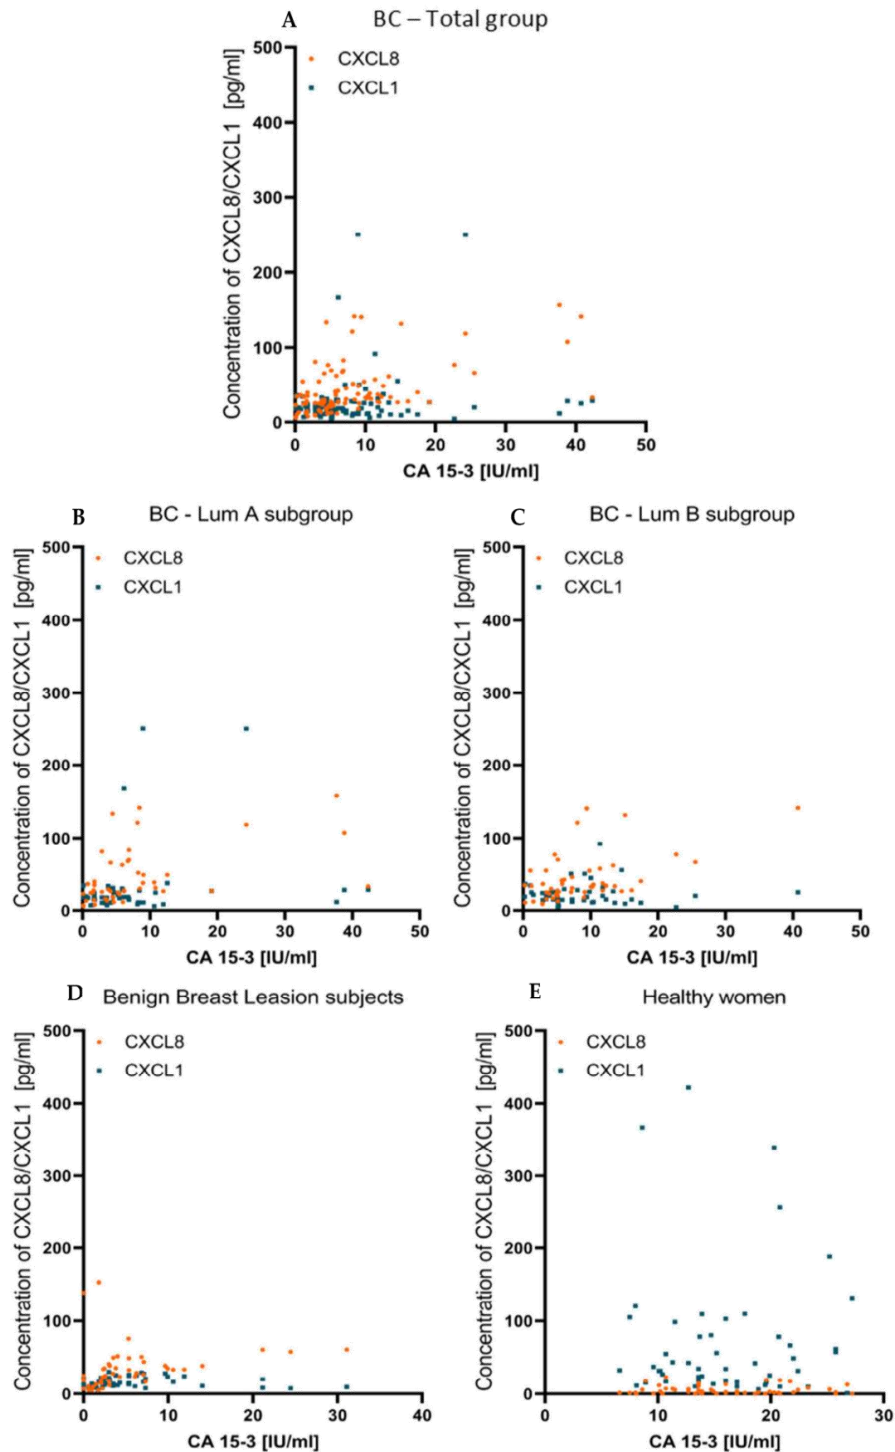 A
BC – Total group
Concentration of CXCL8/CXCL1 [pg/ml]
500
400
300
200
100
0
CXCL8
CXCL1
0 10 20 30 40 50
CA 15-3 [IU/ml]
B
BC - Lum A subgroup
Concentration of CXCL8/CXCL1 [pg/ml]
500
400
300
200
100
0
CXCL8
CXCL1
0 10 20 30 40 50
CA 15-3 [IU/ml]
C
BC - Lum B subgroup
Concentration of CXCL8/CXCL1 [pg/ml]
500
400
300
200
100
0
CXCL8
CXCL1
0 10 20 30 40 50
CA 15-3 [IU/ml]
D
Benign Breast Leasion subjects
Concentration of CXCL8/CXCL1 [pg/ml]
500
400
300
200
100
0
CXCL8
CXCL1
0 10 20 30 40
CA 15-3 [IU/ml]
E
Healthy women
Concentration of CXCL8/CXCL1 [pg/ml]
500
400
300
200
100
0
CXCL8
CXCL1
0 10 20 30
CA 15-3 [IU/ml]